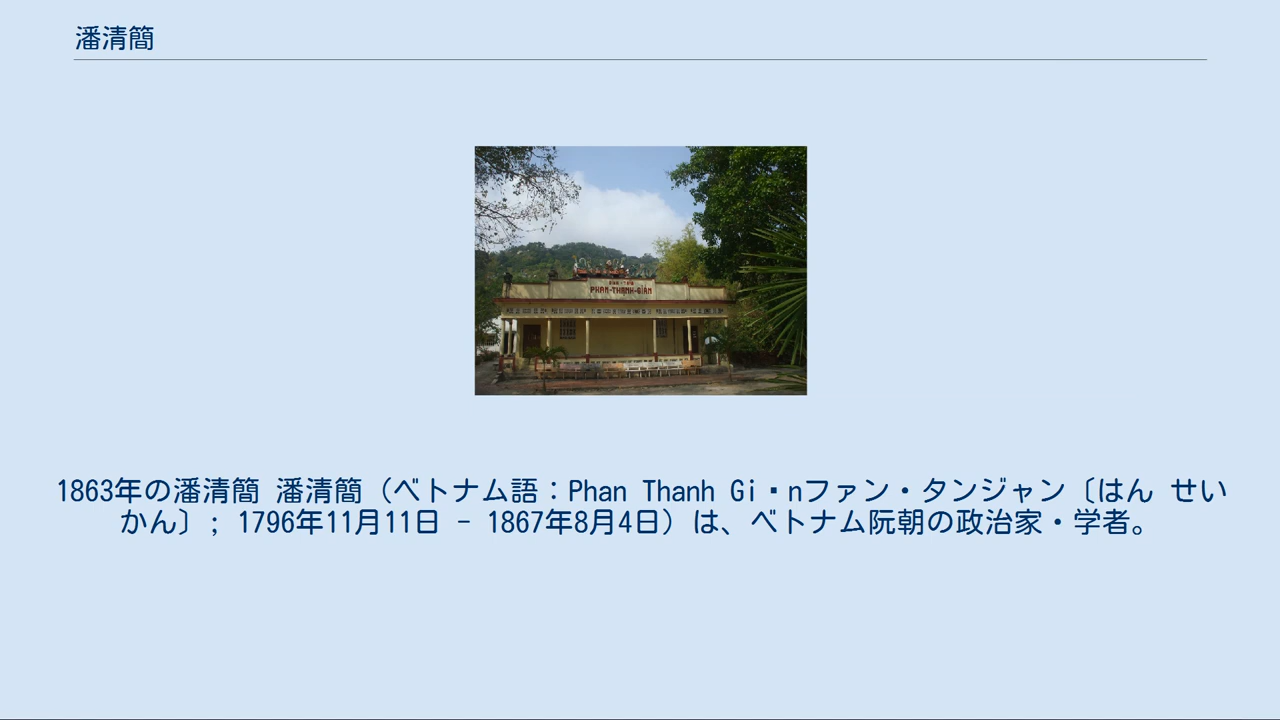 潘清簡
PHAN-THANH-GIAN
1863年の潘清簡 潘清簡（ベトナム語：Phan Thanh Gi▪nファン・タンジャン〔はん せい
かん〕; 1796年11月11日 - 1867年8月4日）は、ベトナム阮朝の政治家・学者。